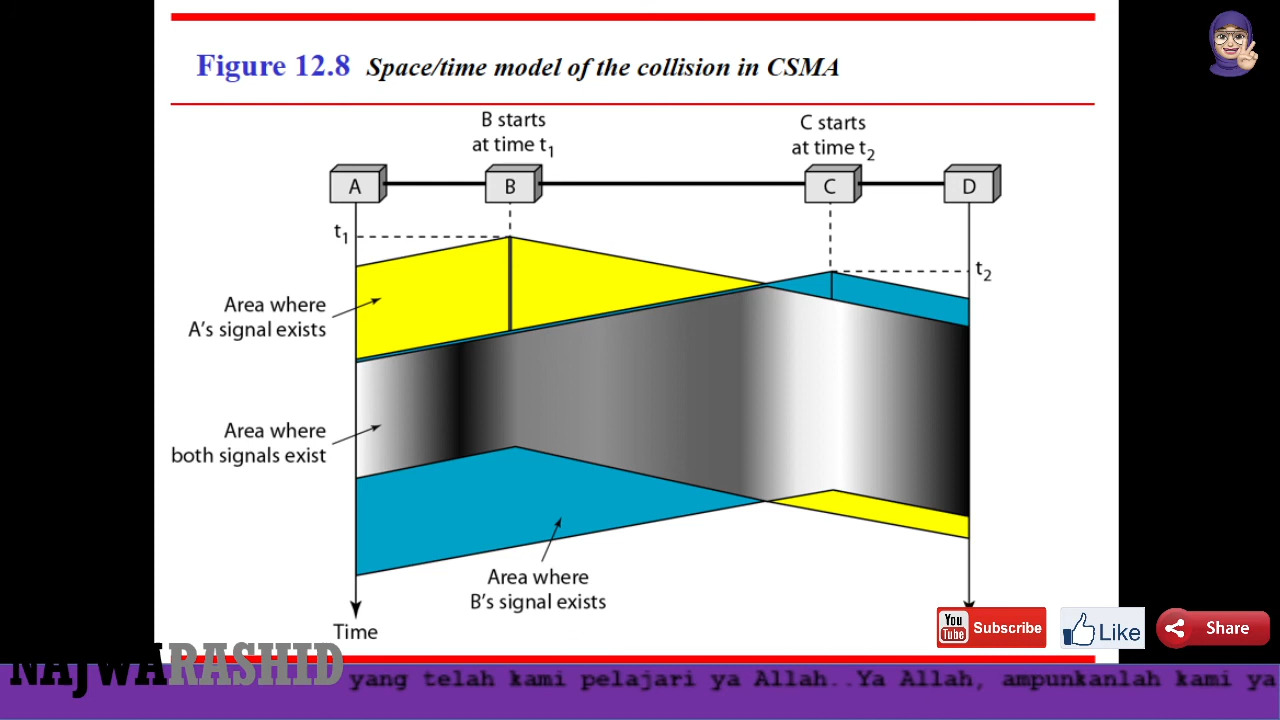 Figure 12.8 Space/time model of the collision in CSMA
B starts
at time t1
C starts
at time t2
A
B
C
D
t1
t2
Area where
A's signal exists
Area where
both signals exist
Area where
B's signal exists
Time
You
Tube
Subscribe
Like
Share
NAJWARASHID
yang telah kami pelajari ya Allah..Ya Allah, ampunkanlah kami ya